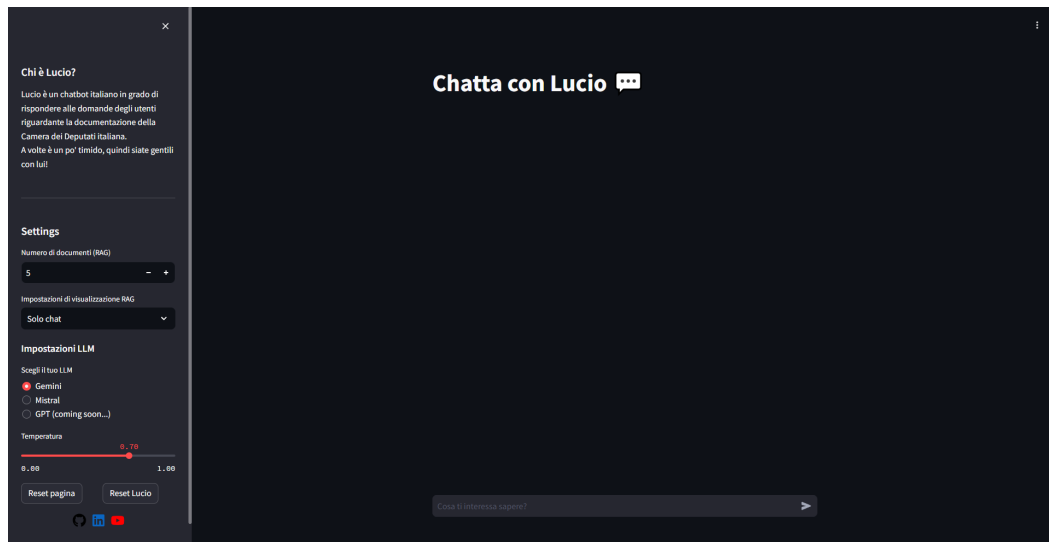 Chi è Lucio?
Lucio è un chatbot italiano in grado di
rispondere alle domande degli utenti
riguardante la documentazione della
Camera dei Deputati italiana.
A volte è un po' timido, quindi siate gentili
con lui!
Settings
Numero di documenti (RAG)
5
Impostazioni di visualizzazione RAG
Solo chat
Impostazioni LLM
Scegli il tuo LLM
Gemini
Mistral
GPT (coming soon...)
Temperatura
0.70
0.00 1.00
Reset pagina Reset Lucio
in
Chatta con Lucio
Cosa ti interessa sapere?